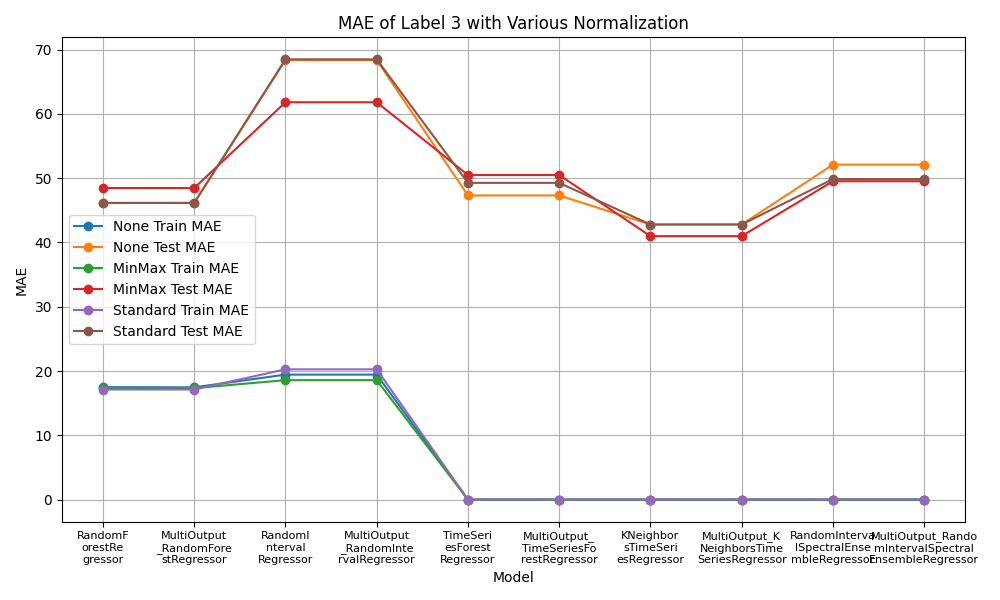 MAE of Label 3 with Various Normalization
70
60
50
40
30
20
10
0
MAE
None Train MAE
None Test MAE
MinMax Train MAE
MinMax Test MAE
Standard Train MAE
Standard Test MAE
RandomF
orestRe
gressor
MultiOutput
_RandomFore
stRegressor
RandomI
nterval
Regressor
MultiOutput
_RandomInte
rvalRegressor
TimeSeri
esForest
Regressor
MultiOutput_
TimeSeriesFo
restRegressor
KNeighbor
sTimeSeri
esRegressor
MultiOutput_K
NeighborsTime
SeriesRegressor
RandomInterva
lSpectralEnse
mbleRegressor
MultiOutput_Rando
mIntervalSpectral
EnsembleRegressor
Model